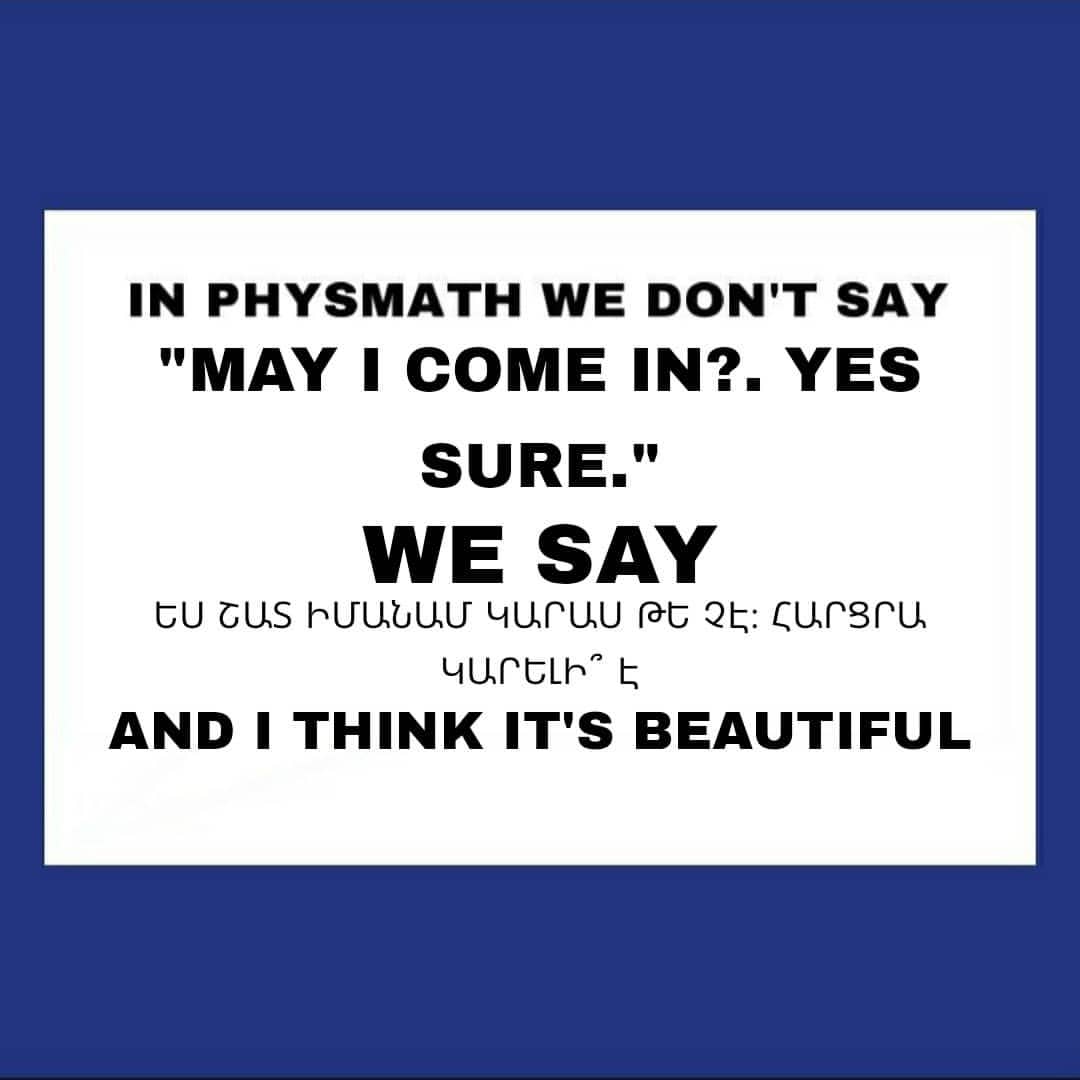 IN PHYSMATH WE DON'T SAY
"MAY I COME IN?. YES
SURE."
WE SAY
ԵՍ ՇԱՏ ԻՄԱՆԱՄ ԿԱՐԱՍ ԹԵ ՉԷ: ՀԱՐՑՐԱ
ԿԱՐԵԼԻ՞ Է
AND I THINK IT'S BEAUTIFUL